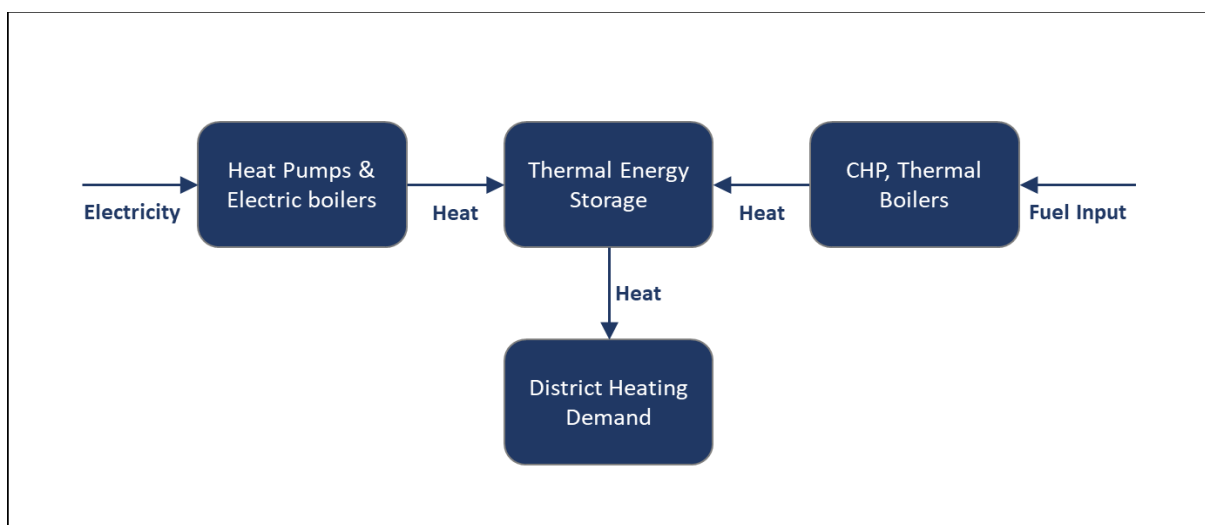 Heat Pumps &
Electric boilers
Thermal Energy
Storage
CHP, Thermal
Boilers
Electricity
Heat
Heat
Fuel Input
Heat
District Heating
Demand